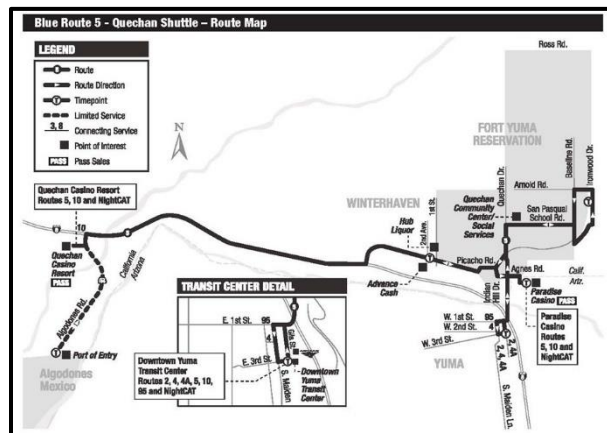 Blue Route 5 - Quechan Shuttle – Route Map
LEGEND
Route
Route Direction
Timepoint
Limited Service
3, 8
Connecting Service
Point of Interest
PASS Pass Sales
N
Ross Rd.
FORT YUMA
RESERVATION
Baseline Rd.
Ironwood Dr.
Quechan Dr.
Arnold Rd.
San Pasqual
School Rd.
Quechan
Community
Center/
Social
Services
WINTERHAVEN
1st St.
2nd Ave.
Hub
Liquor
Picacho Rd.
Advance
Cash
Indian
Hill Dr.
Agnes Rd.
Calif.
Ariz.
Paradise
Casino PASS
Paradise
Casino
Routes
5, 10 and
NightCAT
Quechan Casino Resort
Routes 5, 10 and NightCAT
10
Quechan
Casino
Resort
PASS
California
Arizona
Algodones Rd.
Port of Entry
Algodones
Mexico
TRANSIT CENTER DETAIL
E. 1st St.
95
4
Gila St.
E. 3rd St.
S. Maiden
Downtown
Yuma
Transit
Center
Downtown Yuma
Transit Center
Routes 2, 4, 4A, 5, 10,
95 and NightCAT
W. 1st St.
95
W. 2nd St.
4
W. 3rd St.
YUMA
2, 4, 4A
2, 4A
S. Maiden Ln.